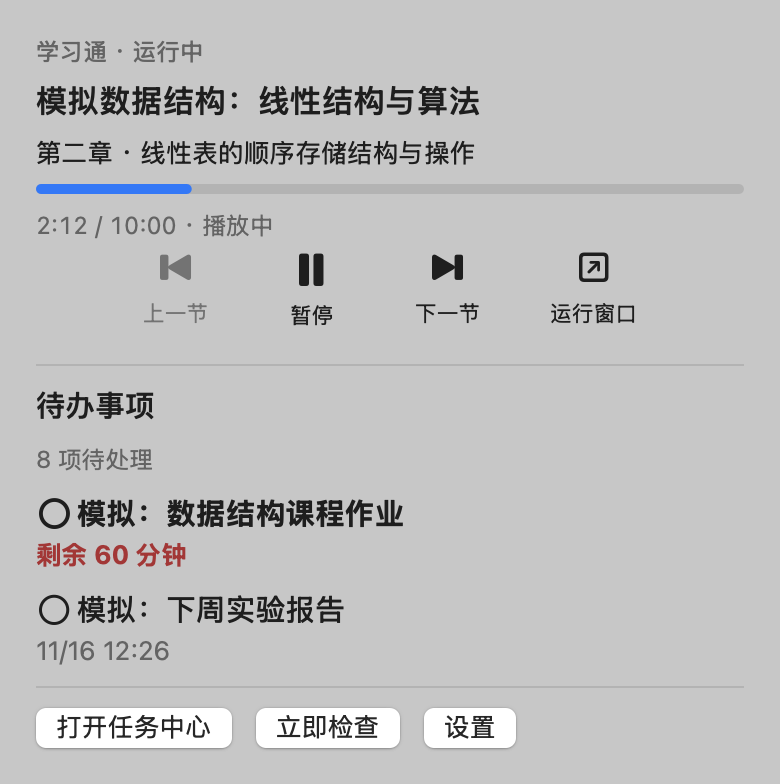 学习通 · 运行中
模拟数据结构：线性结构与算法
第二章 · 线性表的顺序存储结构与操作
2:12 / 10:00 · 播放中
上一节 暂停 下一节 运行窗口
待办事项
8 项待处理
模拟：数据结构课程作业
剩余 60 分钟
模拟：下周实验报告
11/16 12:26
打开任务中心 立即检查 设置